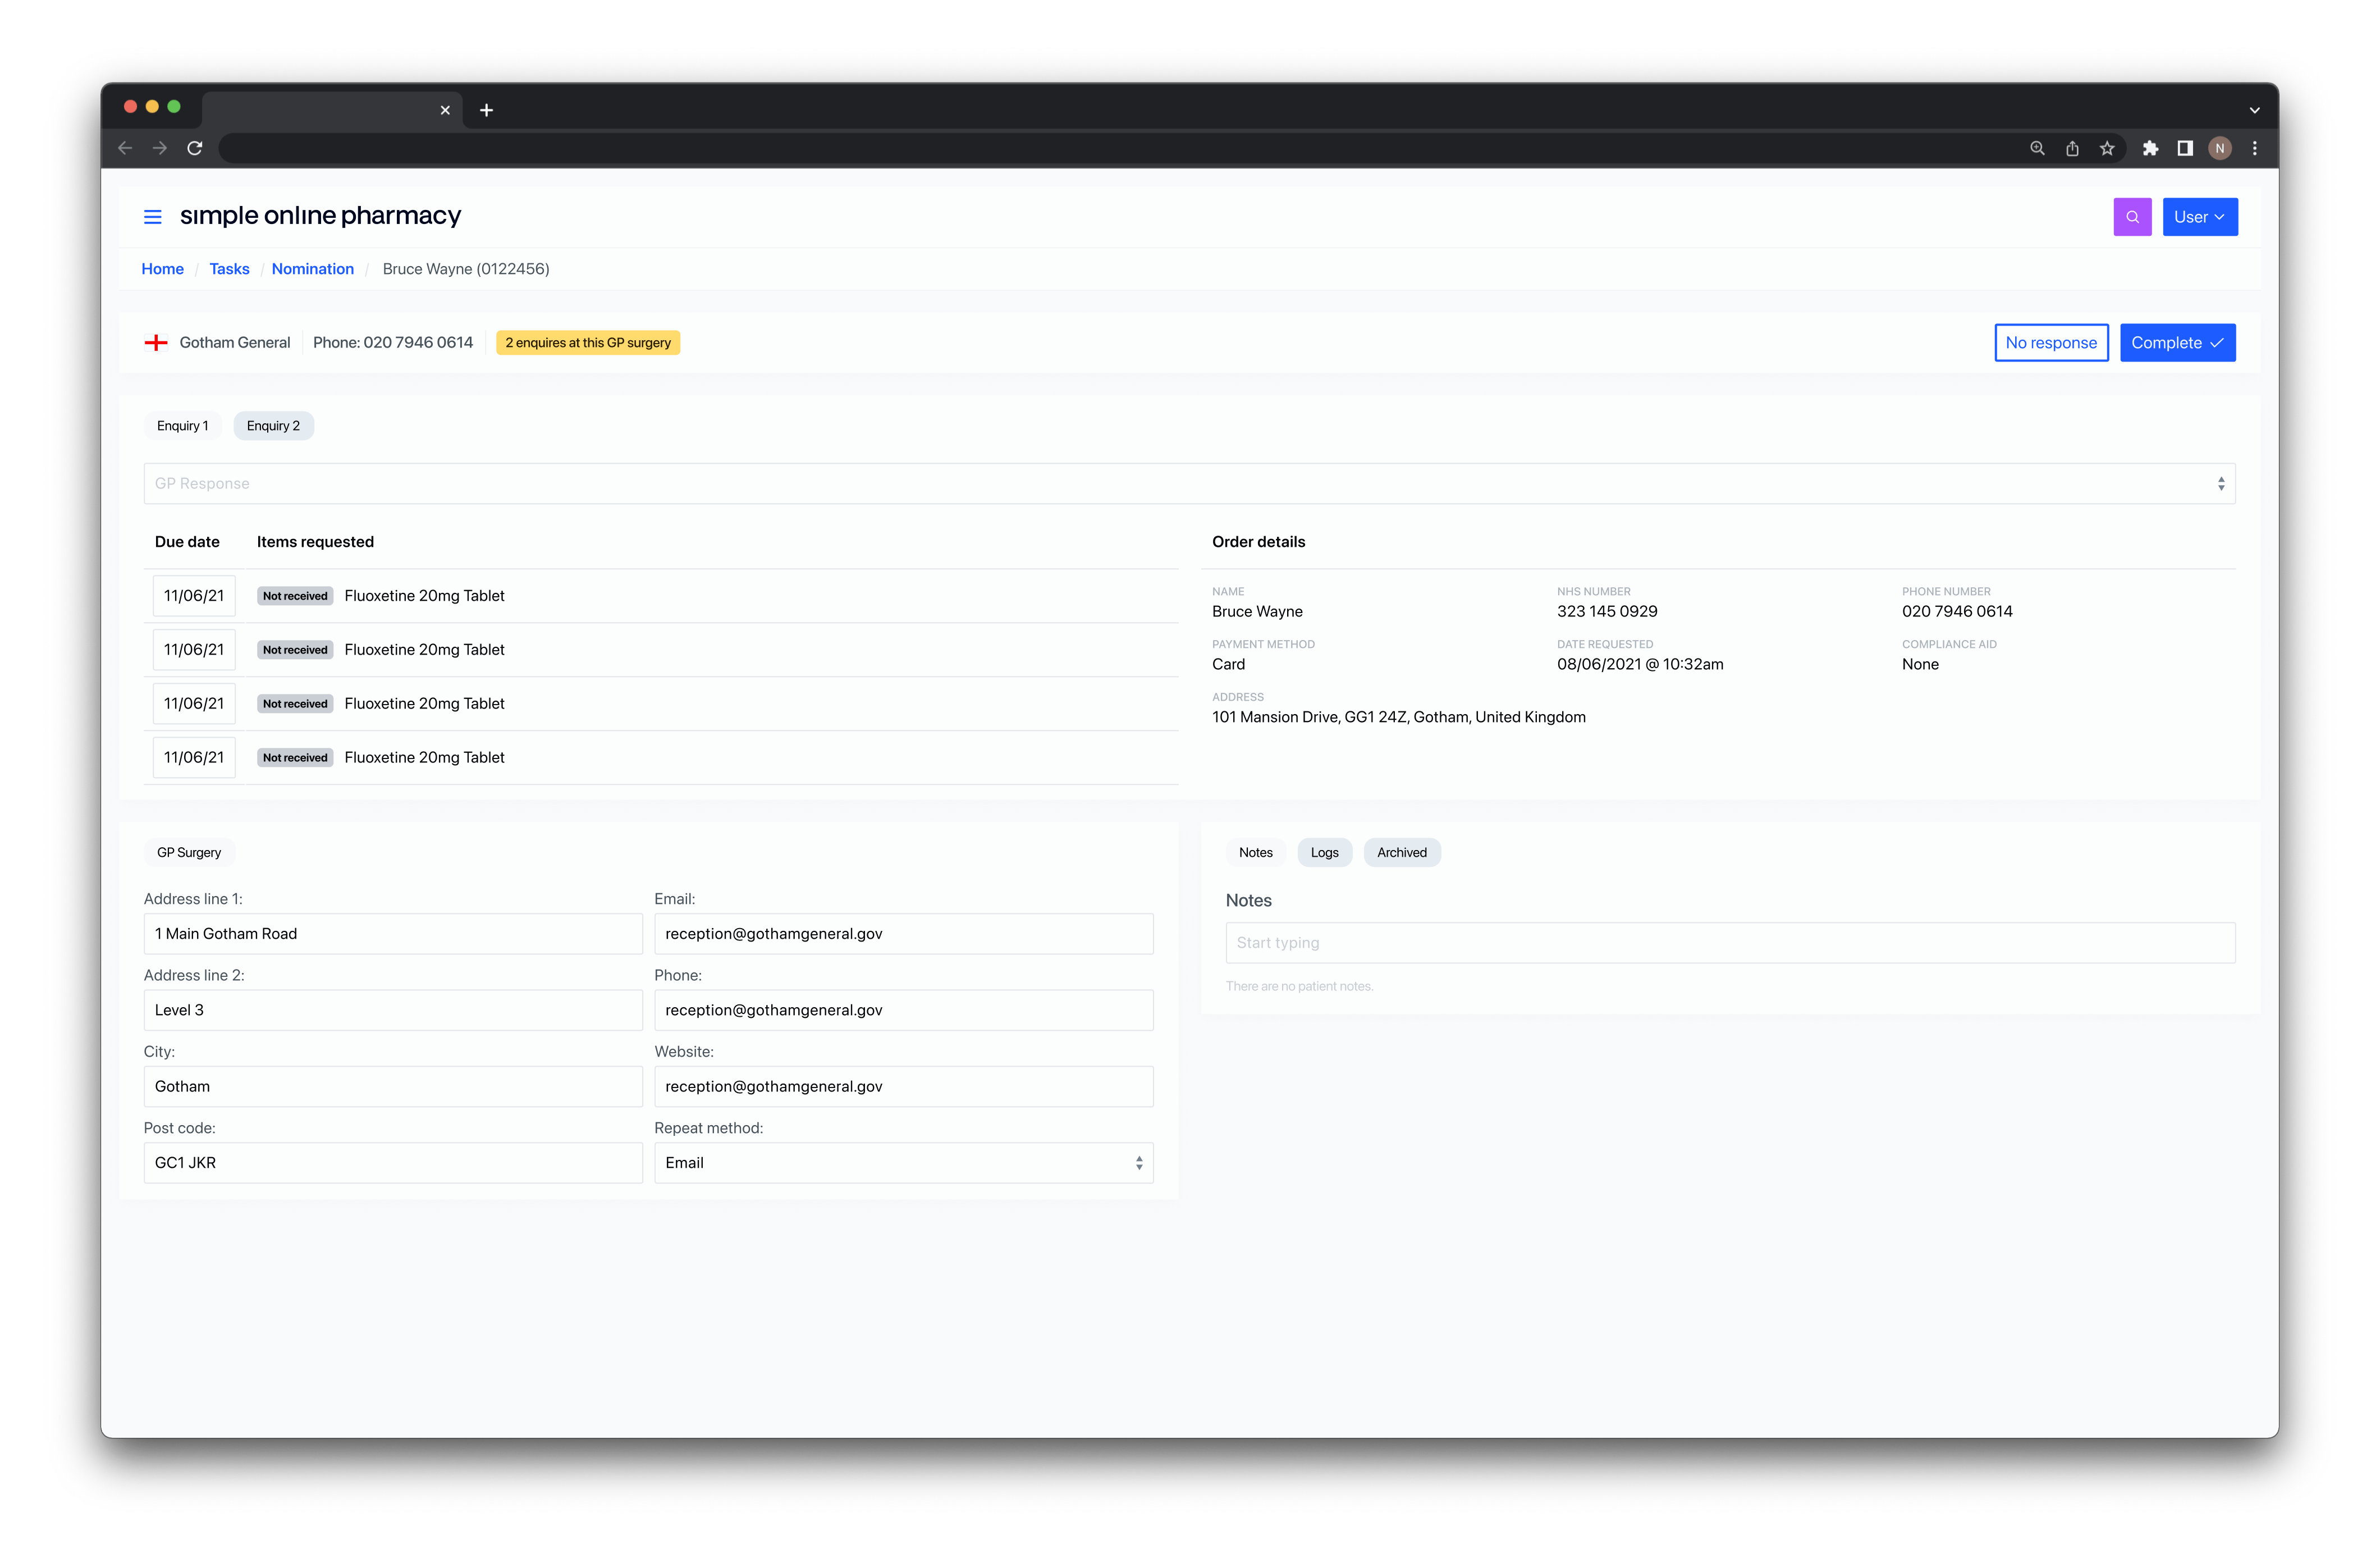 N
simple online pharmacy
User
Home / Tasks / Nomination / Bruce Wayne (0122456)
Gotham General Phone: 020 7946 0614 2 enquires at this GP surgery No response Complete
Enquiry 1 Enquiry 2
GP Response
Due date Items requested
11/06/21 Not received Fluoxetine 20mg Tablet
11/06/21 Not received Fluoxetine 20mg Tablet
11/06/21 Not received Fluoxetine 20mg Tablet
11/06/21 Not received Fluoxetine 20mg Tablet
Order details
NAME NHS NUMBER PHONE NUMBER
Bruce Wayne 323 145 0929 020 7946 0614
PAYMENT METHOD DATE REQUESTED COMPLIANCE AID
Card 08/06/2021 @ 10:32am None
ADDRESS
101 Mansion Drive, GG1 24Z, Gotham, United Kingdom
GP Surgery
Address line 1: Email:
1 Main Gotham Road reception@gothamgeneral.gov
Address line 2: Phone:
Level 3 reception@gothamgeneral.gov
City: Website:
Gotham reception@gothamgeneral.gov
Post code: Repeat method:
GC1 JKR Email
Notes Logs Archived
Notes
Start typing
There are no patient notes.